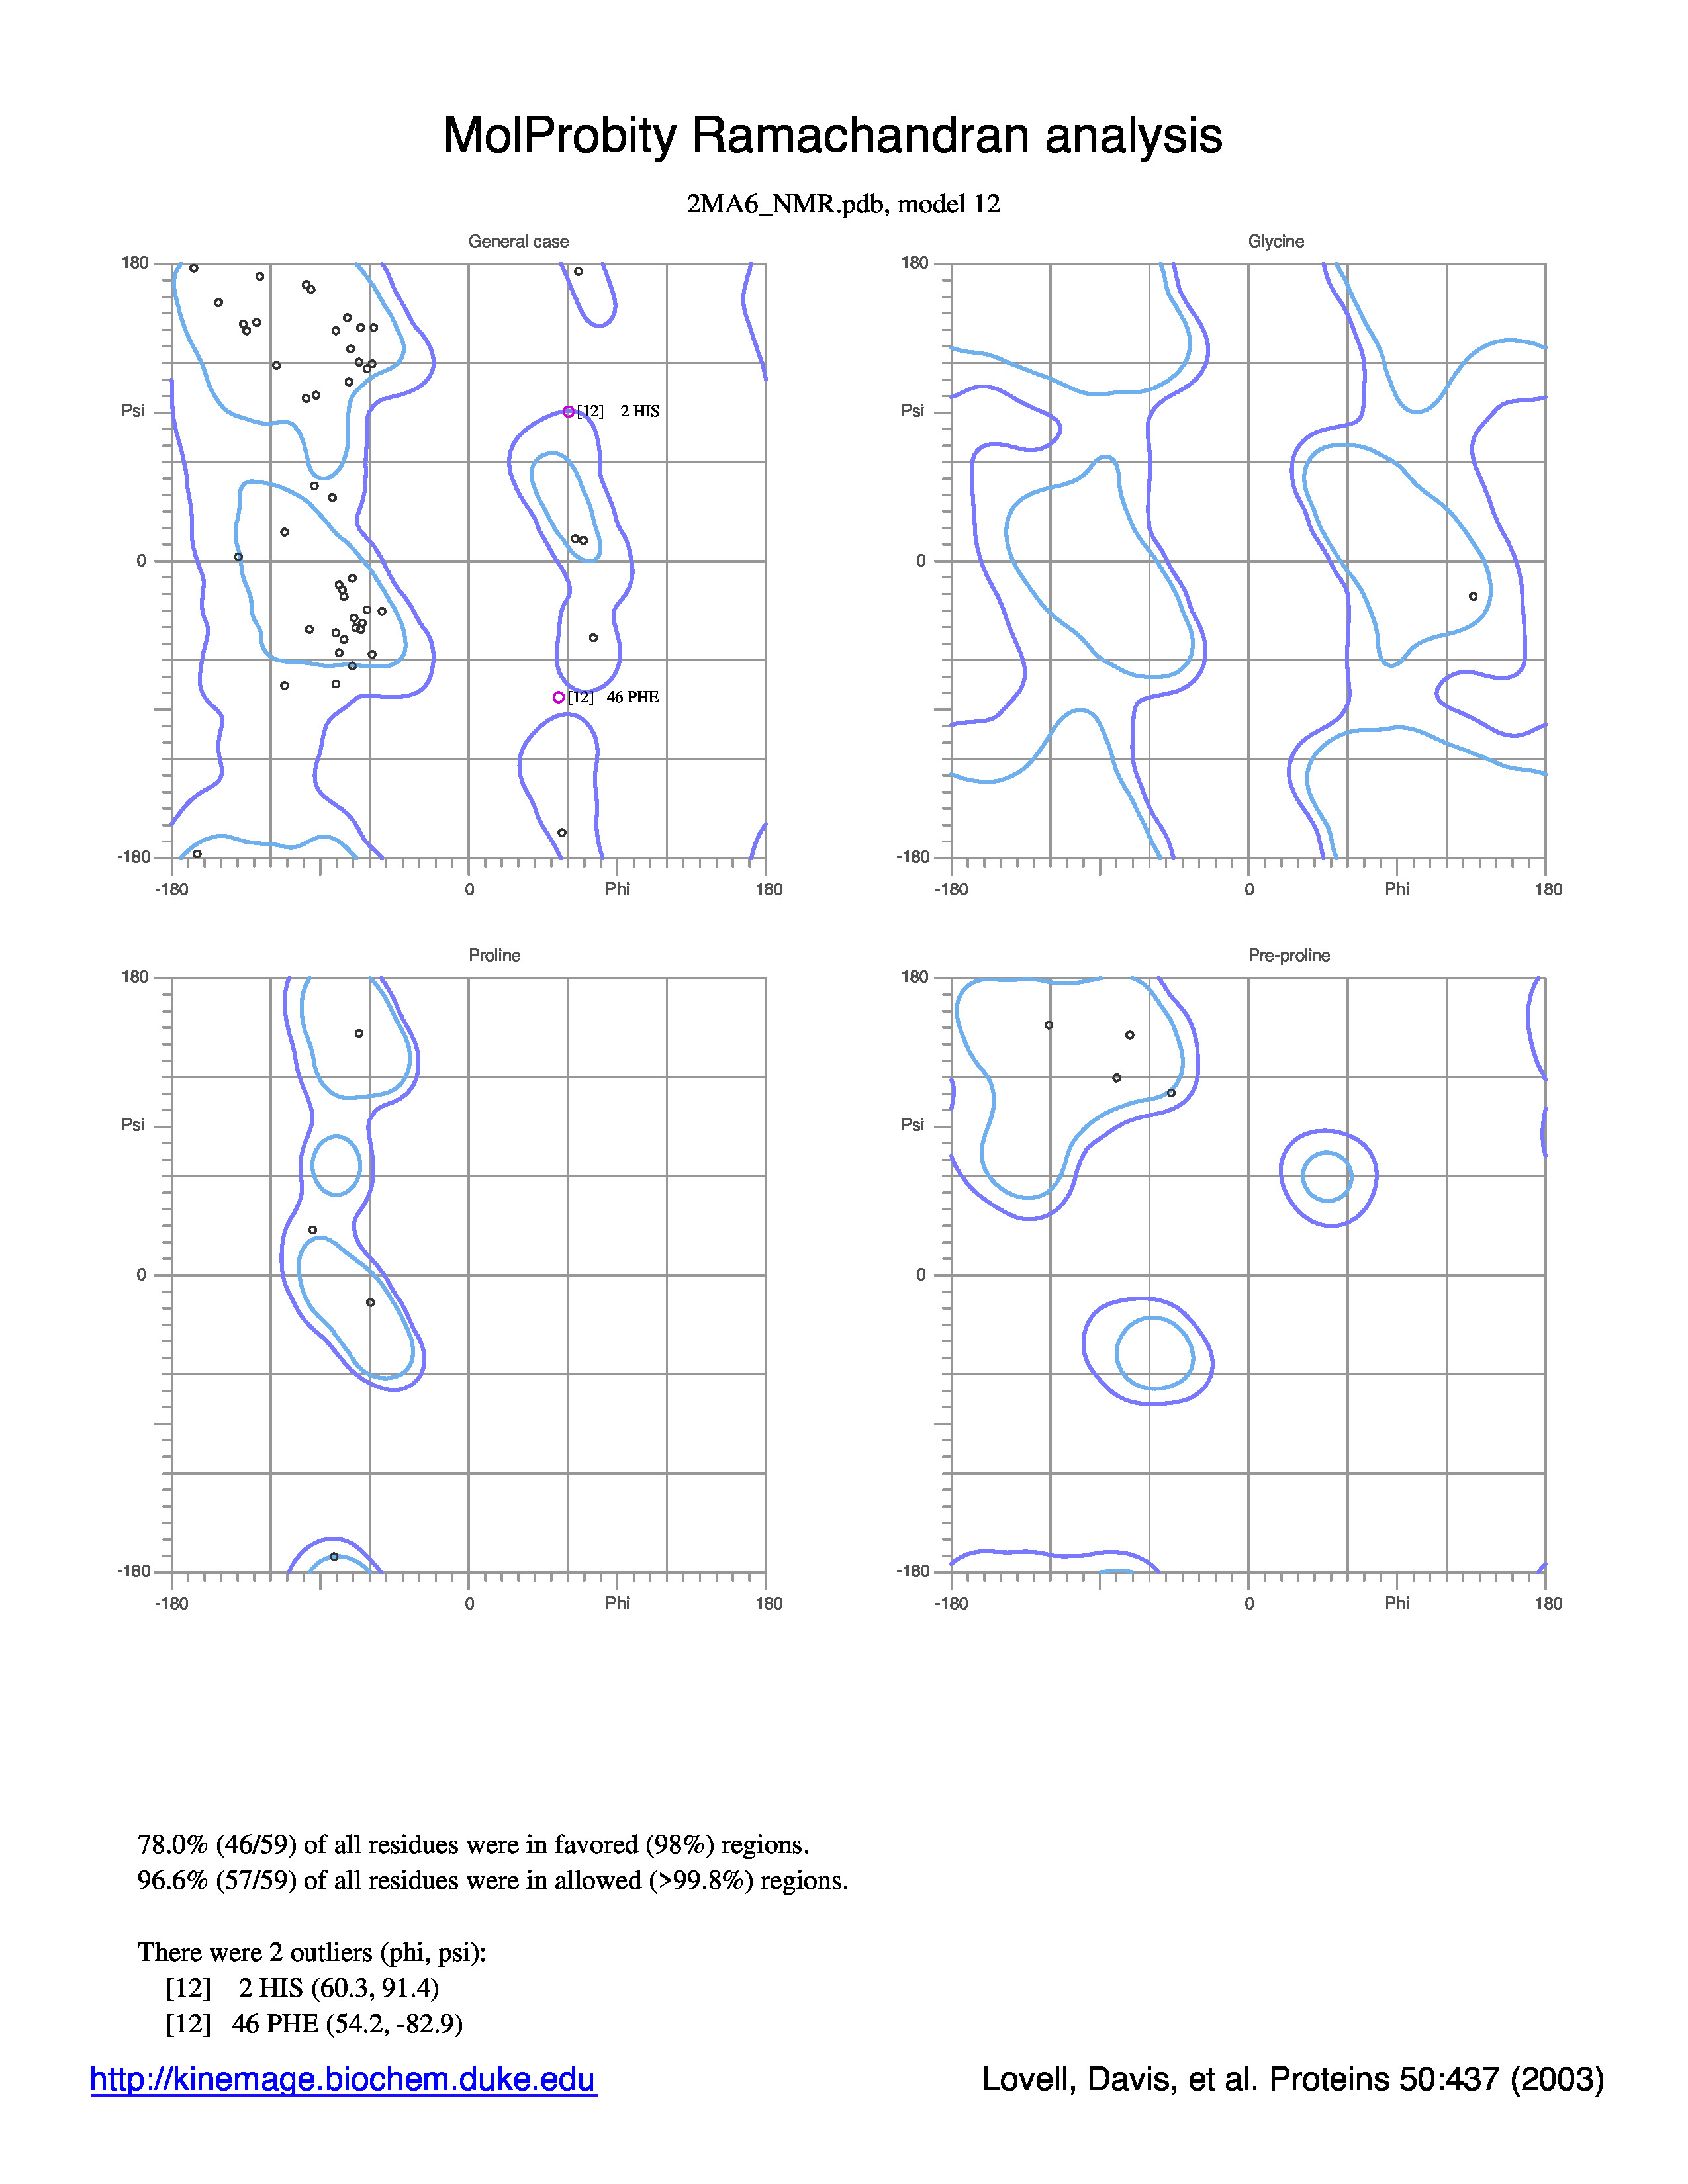 MolProbity Ramachandran analysis
2MA6_NMR.pdb, model 12
General case
180
Psi
0
-180
-180
0
Phi
180
[12] 2 HIS
[12] 46 PHE
Glycine
180
Psi
0
-180
-180
0
Phi
180
Proline
180
Psi
0
-180
-180
0
Phi
180
Pre-proline
180
Psi
0
-180
-180
0
Phi
180
78.0% (46/59) of all residues were in favored (98%) regions.
96.6% (57/59) of all residues were in allowed (>99.8%) regions.
There were 2 outliers (phi, psi):
[12] 2 HIS (60.3, 91.4)
[12] 46 PHE (54.2, -82.9)
http://kinemage.biochem.duke.edu
Lovell, Davis, et al. Proteins 50:437 (2003)